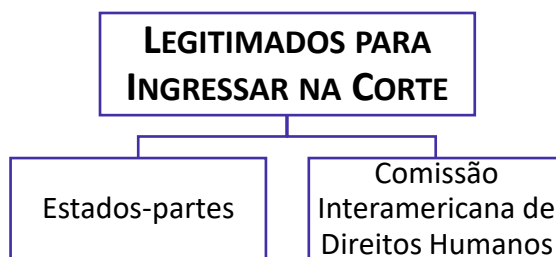 LEGITIMADOS PARA
INGRESSAR NA CORTE
Estados-partes
Comissão
Interamericana de
Direitos Humanos